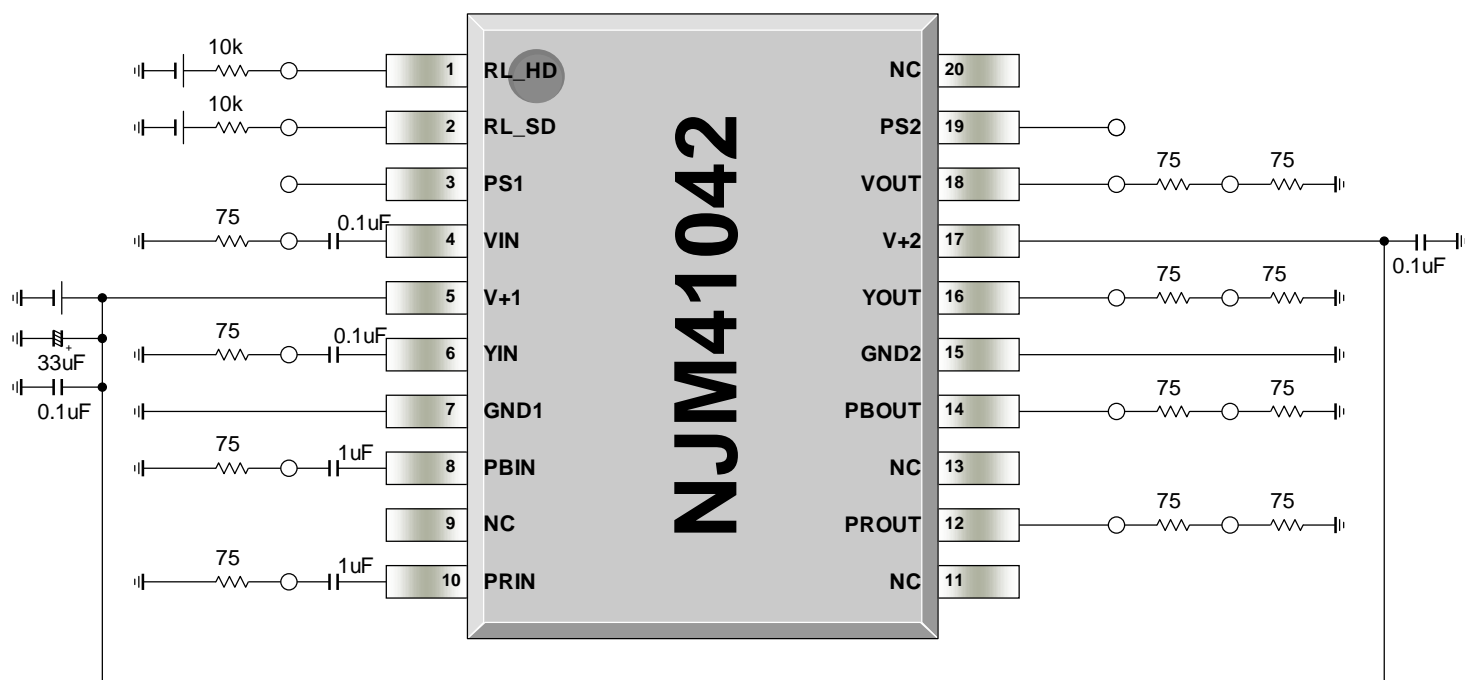 10k
1 RL_HD
NC 20
10k
2 RL_SD
PS2 19
3 PS1
75 75
VOUT 18
75 0.1uF
4 VIN
V+2 17
0.1uF
5 V+1
75 75
YOUT 16
33uF
+
75 0.1uF
6 YIN
GND2 15
0.1uF
7 GND1
75 75
PBOUT 14
75 1uF
8 PBIN
NC 13
9 NC
75 75
PROUT 12
75 1uF
10 PRIN
NC 11
NJM41042